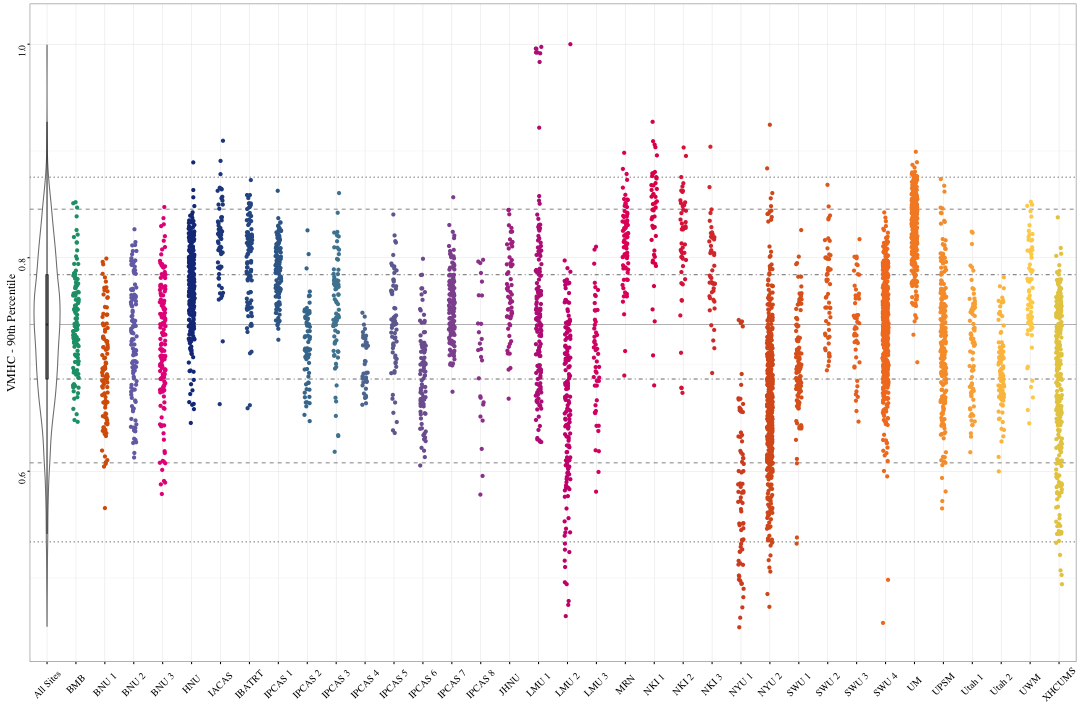 VMHC - 90th Percentile
1.0
0.8
0.6
All Sites
BMB
BNU 1
BNU 2
BNU 3
HNU
IACAS
IBATRT
IPCAS 1
IPCAS 2
IPCAS 3
IPCAS 4
IPCAS 5
IPCAS 6
IPCAS 7
IPCAS 8
JHNU
LMU 1
LMU 2
LMU 3
MRN
NKI 1
NKI 2
NKI 3
NYU 1
NYU 2
SWU 1
SWU 2
SWU 3
SWU 4
UM
UPSM
Utah 1
Utah 2
UWM
XHCUMS